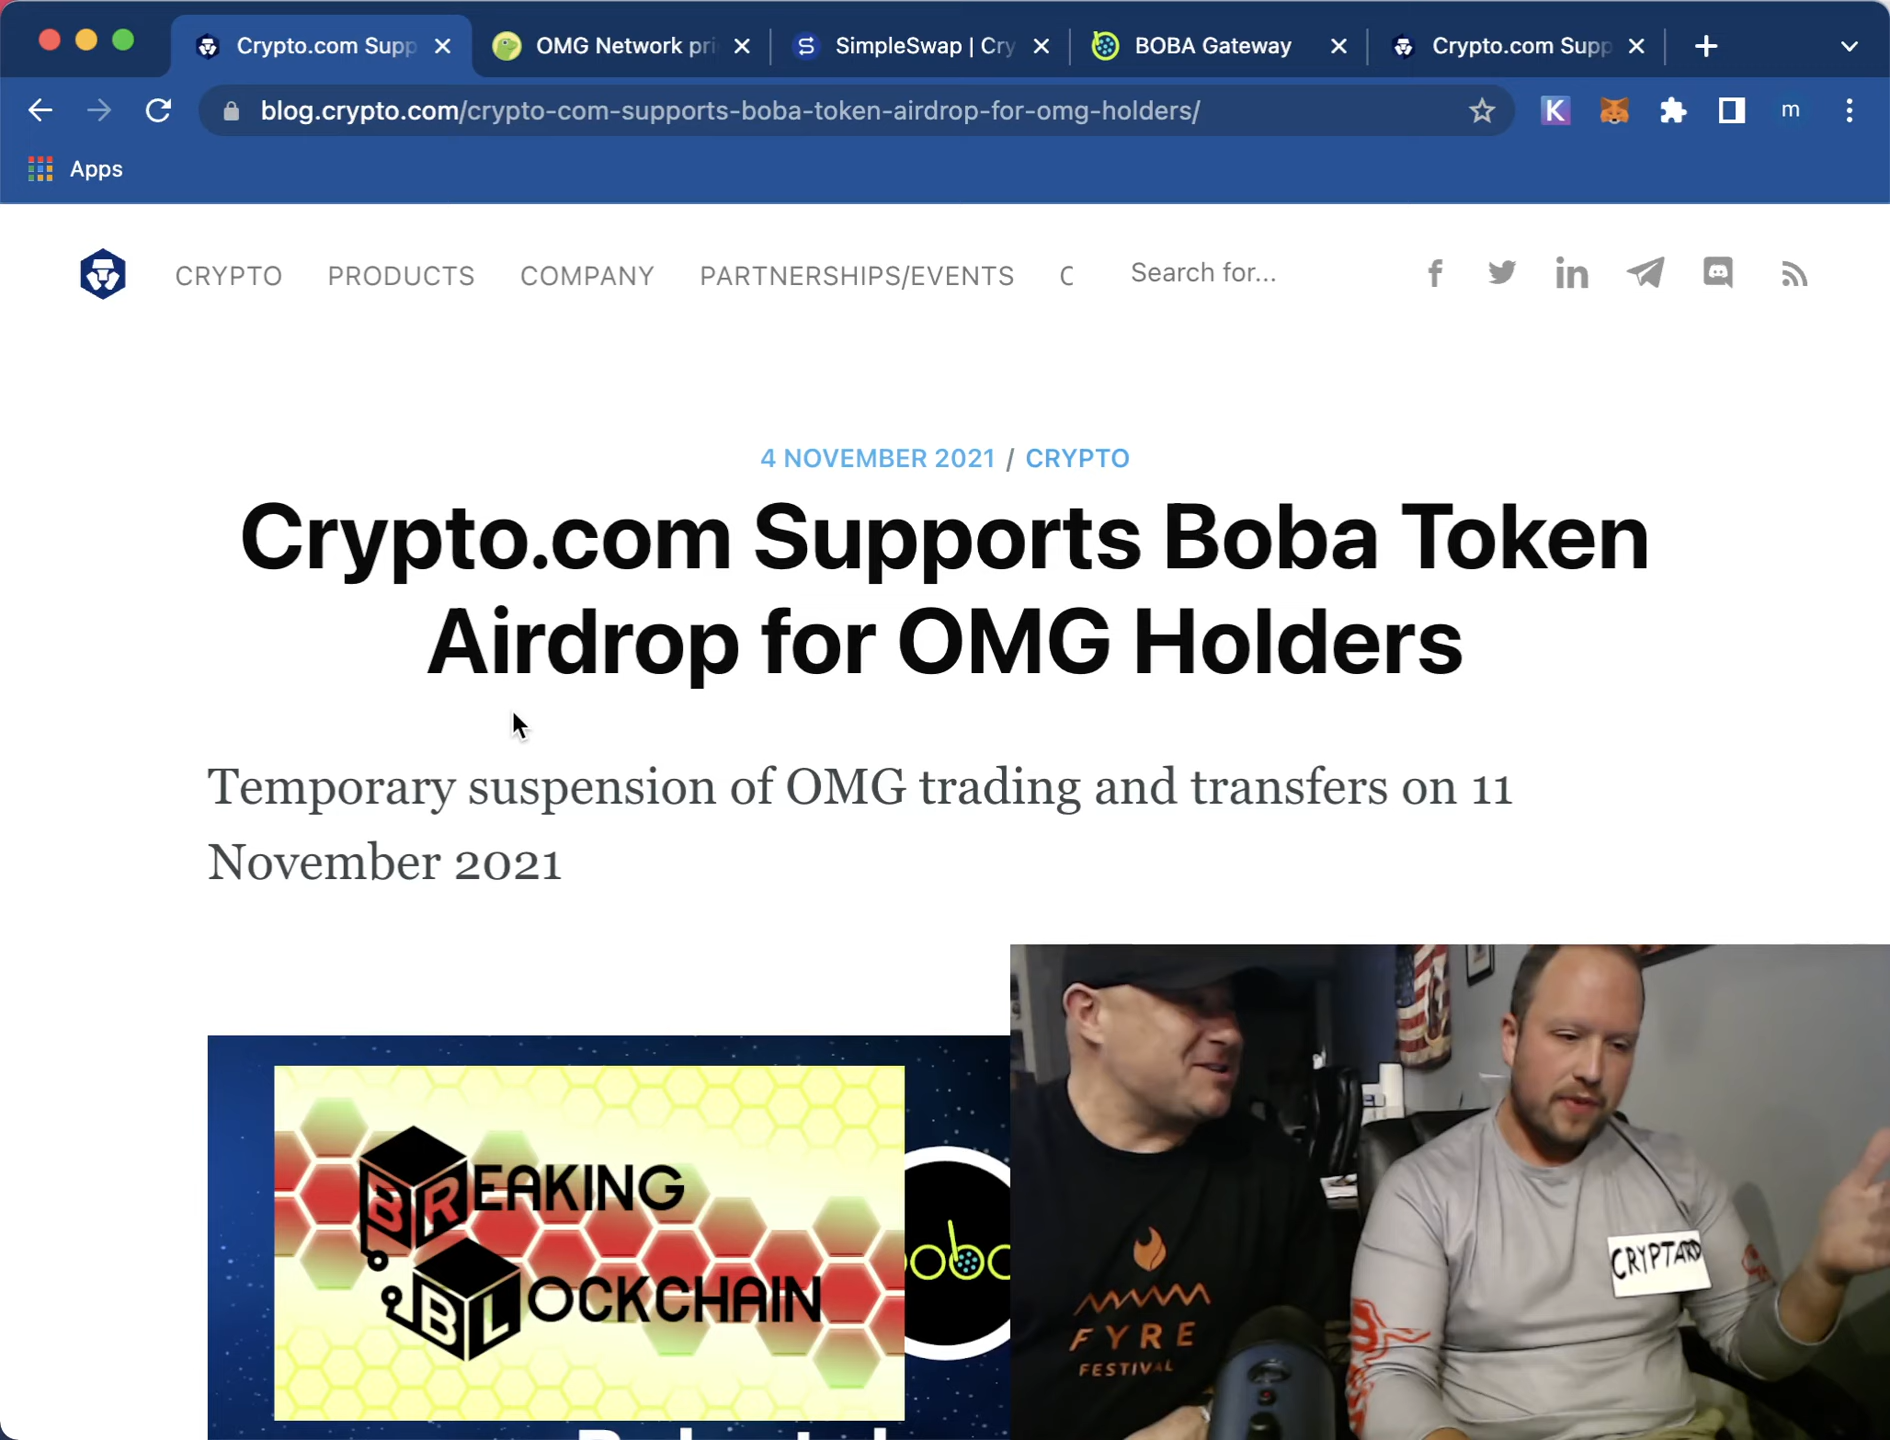 Crypto.com Supp
OMG Network pri
SimpleSwap | Cry
BOBA Gateway
Crypto.com Supp
blog.crypto.com/crypto-com-supports-boba-token-airdrop-for-omg-holders/
K
m
Apps
CRYPTO
PRODUCTS
COMPANY
PARTNERSHIPS/EVENTS
C
Search for...
4 NOVEMBER 2021 / CRYPTO
Crypto.com Supports Boba Token
Airdrop for OMG Holders
Temporary suspension of OMG trading and transfers on 11
November 2021
BREAKING
BLOCKCHAIN
boba
FYRE
FESTIVAL
CRYPTARD